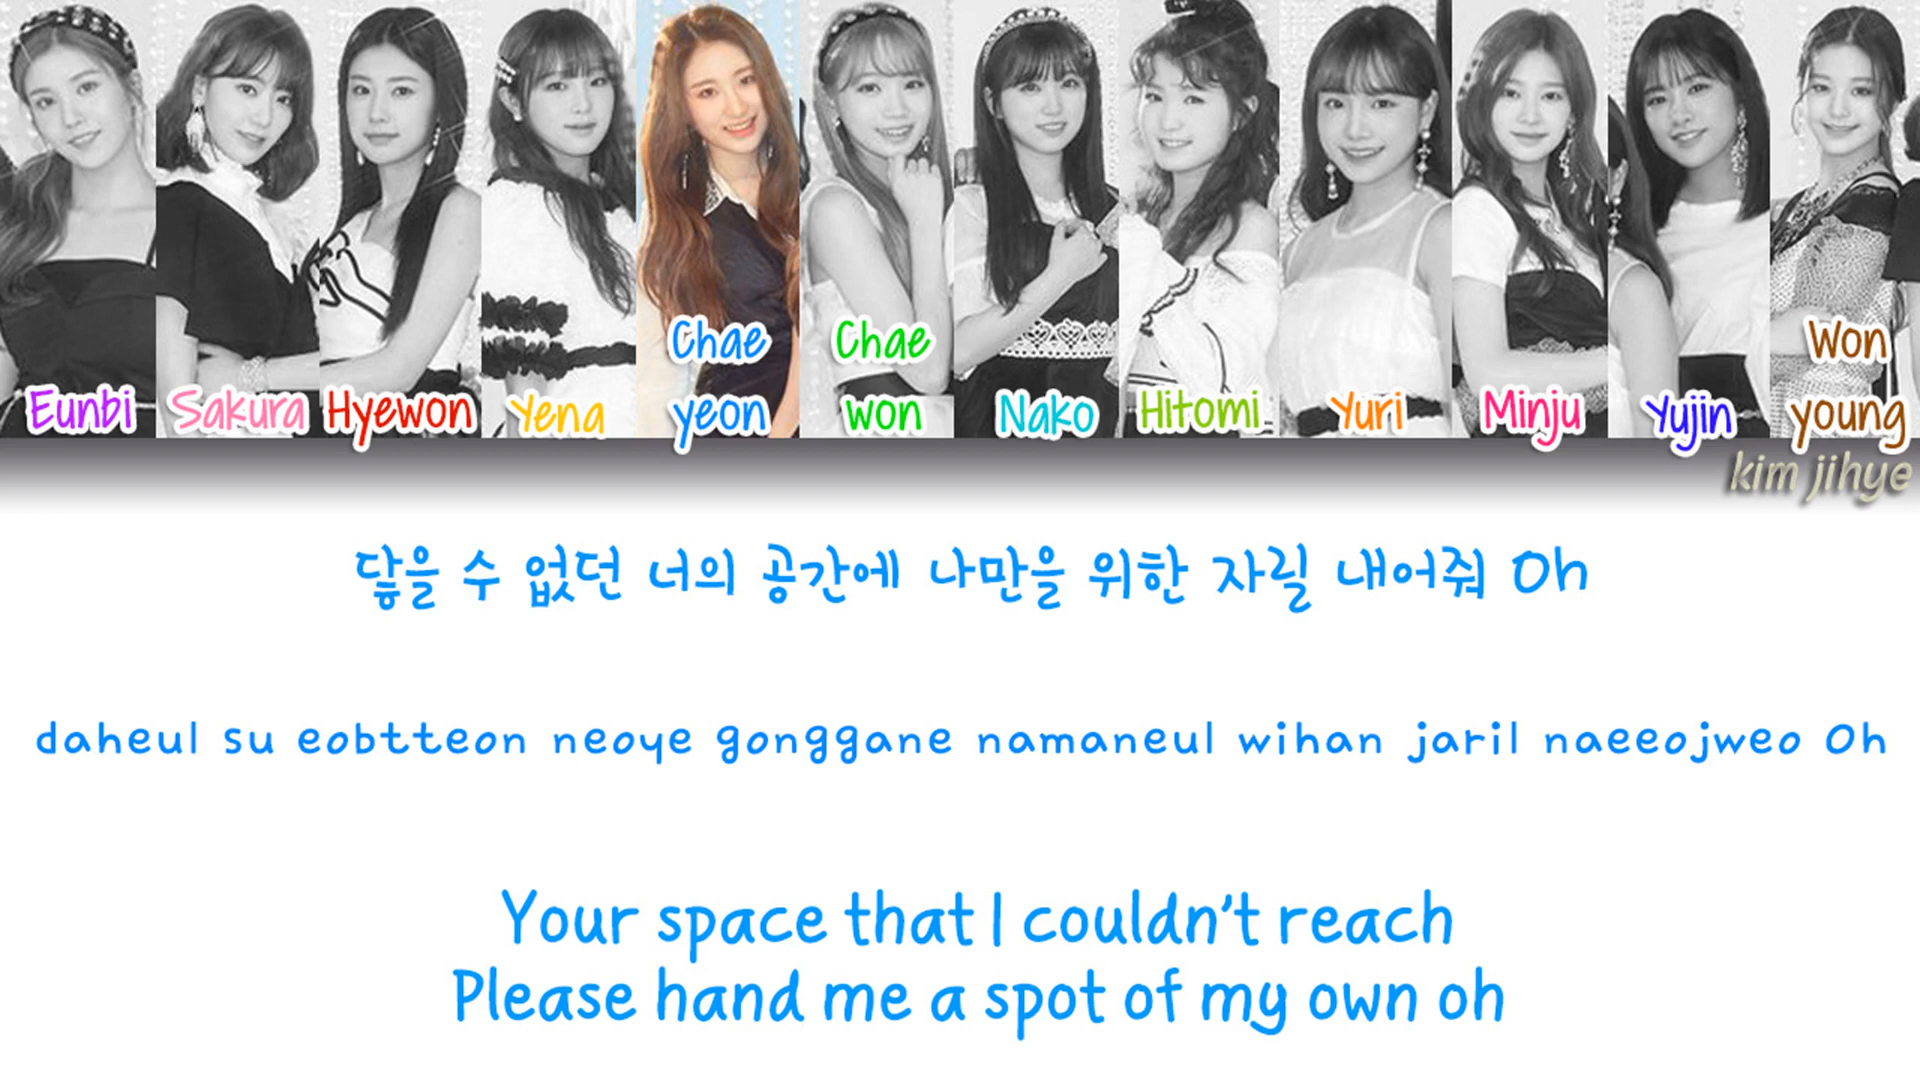 Eunbi
Sakura
Hyewon
Yena
Chae
yeon
Chae
won
Nako
Hitomi
Yuri
Minju
Yujin
Won
young
kim jihye
닿을 수 없던 너의 공간에 나만을 위한 자릴 내어줘 Oh
daheul su eobtteon neoye gonggane namaneul wihan jaril naeeojweo Oh
Your space that I couldn't reach
Please hand me a spot of my own oh